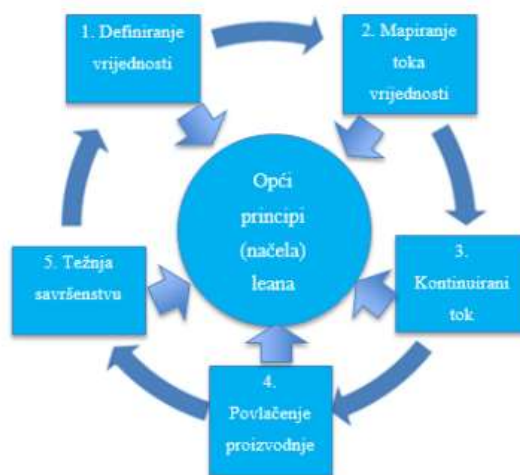 1. Definiranje
vrijednosti
2. Mapiranje
toka
vrijednosti
3.
Kontinuirani
tok
4.
Povlačenje
proizvodnje
5. Težnja
savršenstvu
Opći
principi
(načela)
leana